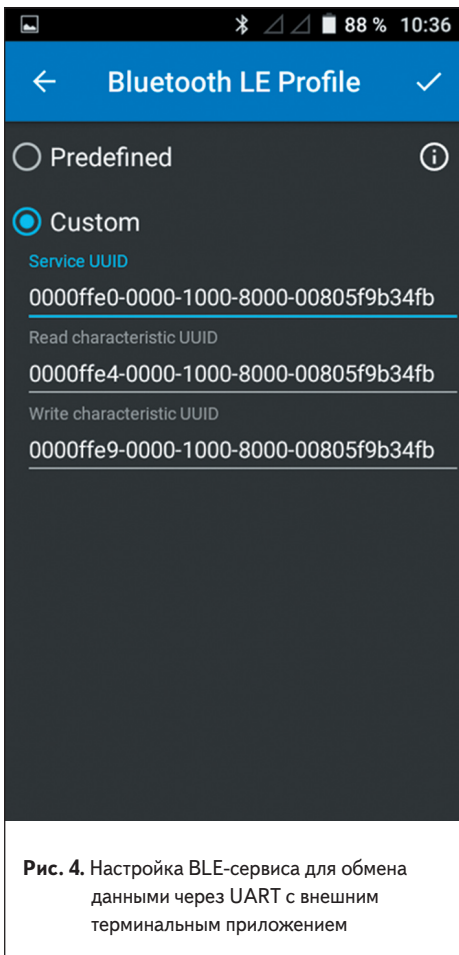 88 % 10:36
Bluetooth LE Profile
Predefined
Custom
Service UUID
0000ffe0-0000-1000-8000-00805f9b34fb
Read characteristic UUID
0000ffe4-0000-1000-8000-00805f9b34fb
Write characteristic UUID
0000ffe9-0000-1000-8000-00805f9b34fb
Рис. 4. Настройка BLE-сервиса для обмена
данными через UART с внешним
терминальным приложением